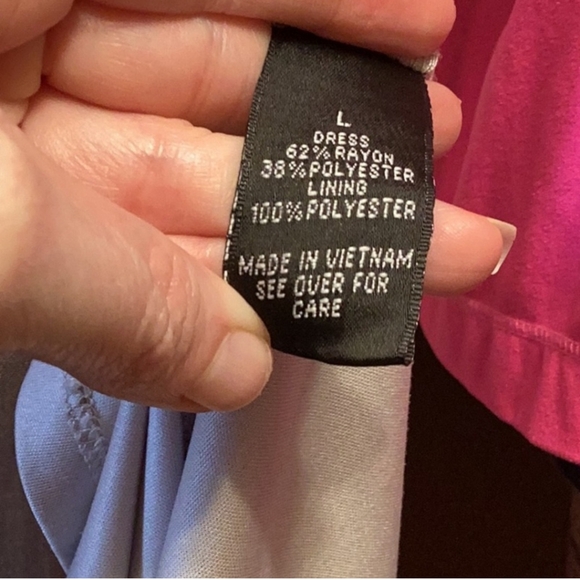 L
DRESS
62% RAYON
38% POLYESTER
LINING
100% POLYESTER
MADE IN VIETNAM
SEE OVER FOR
CARE